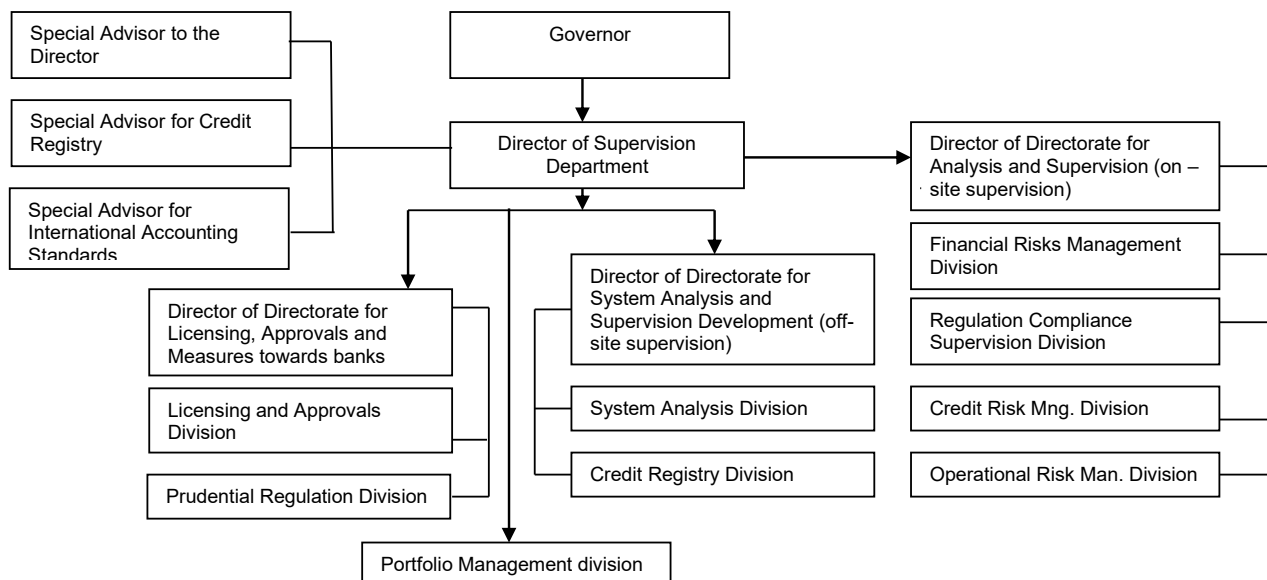 Special Advisor to the
Director
Governor
Special Advisor for Credit
Registry
Director of Supervision
Department
Director of Directorate for
Analysis and Supervision (on –
site supervision)
Special Advisor for
International Accounting
Standards
Financial Risks Management
Division
Director of Directorate for
System Analysis and
Supervision Development (off-
site supervision)
Director of Directorate for
Licensing, Approvals and
Measures towards banks
Regulation Compliance
Supervision Division
Licensing and Approvals
Division
System Analysis Division
Credit Risk Mng. Division
Prudential Regulation Division
Credit Registry Division
Operational Risk Man. Division
Portfolio Management division